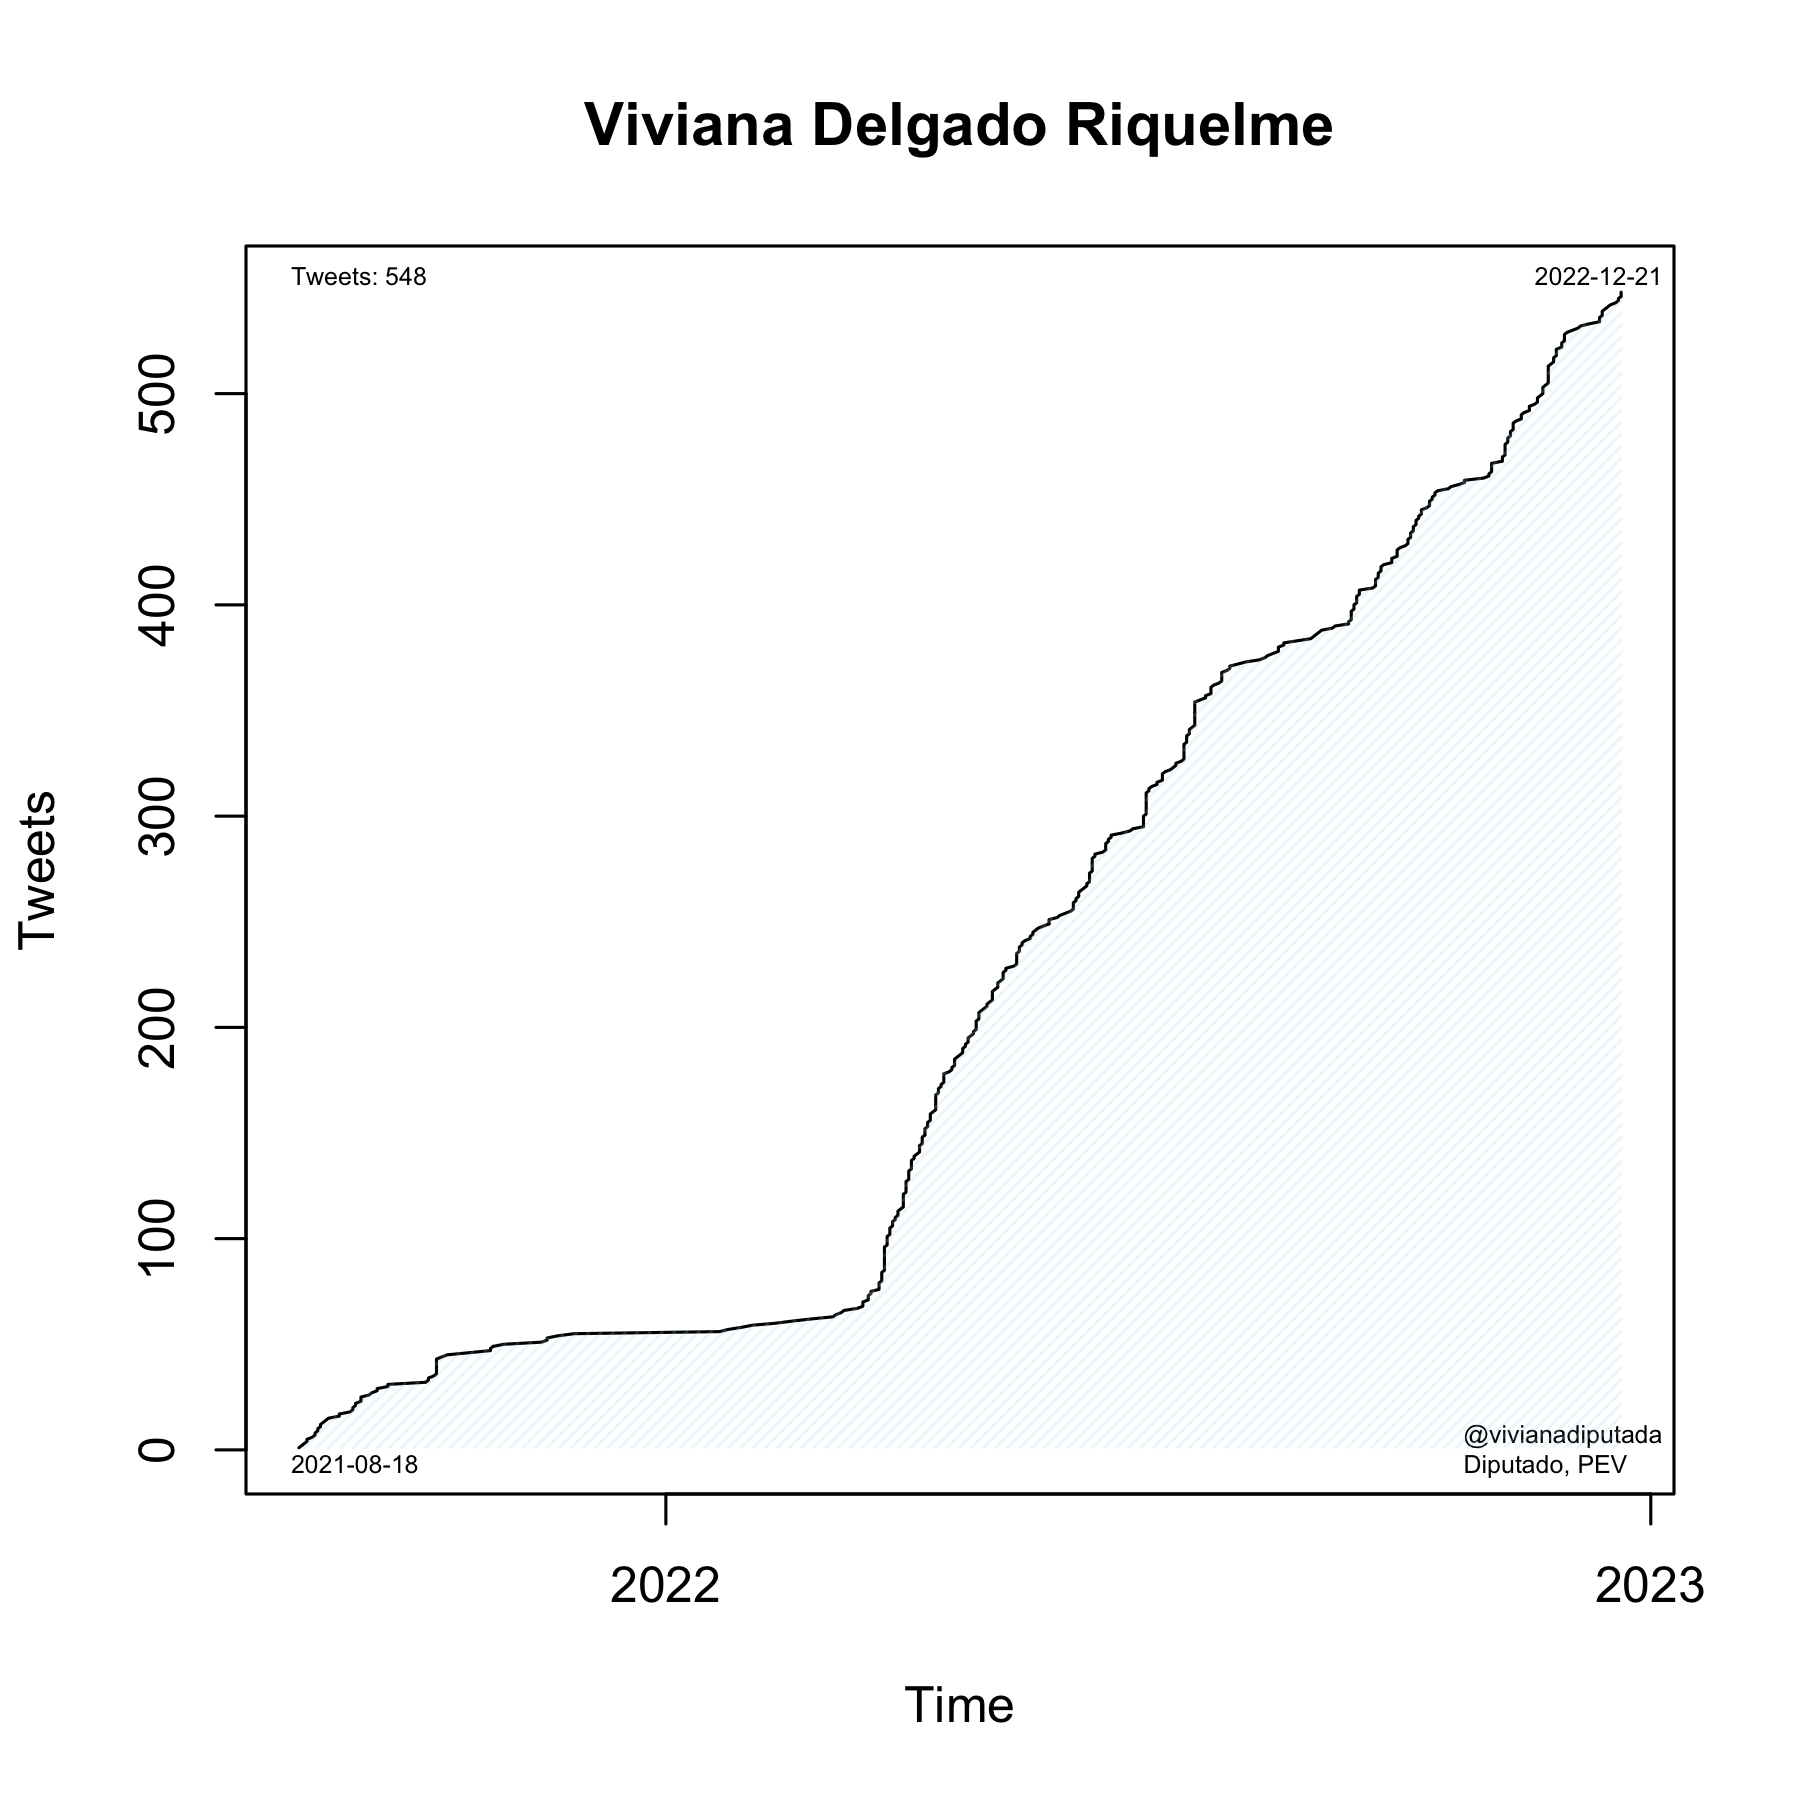 Viviana Delgado Riquelme
Tweets: 548
2022-12-21
500
400
300
200
100
0
Tweets
2021-08-18
@vivianadiputada
Diputado, PEV
2022
2023
Time